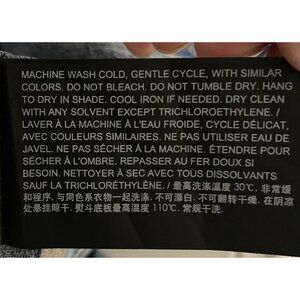 MACHINE WASH COLD, GENTLE CYCLE, WITH SIMILAR
COLORS. DO NOT BLEACH. DO NOT TUMBLE DRY. HANG
TO DRY IN SHADE. COOL IRON IF NEEDED. DRY CLEAN
WITH ANY SOLVENT EXCEPT TRICHLOROETHYLENE. /
LAVER À LA MACHINE À L'EAU FROIDE, CYCLE DÉLICAT,
AVEC COULEURS SIMILAIRES. NE PAS UTILISER EAU DE
JAVEL. NE PAS SÉCHER À LA MACHINE. ÉTENDRE POUR
SÉCHER À L'OMBRE. REPASSER AU FER DOUX SI
BESOIN. NETTOYER À SEC AVEC TOUS DISSOLVANTS
SAUF LA TRICHLORÉTHYLÈNE. / 最高洗涤温度 30℃, 非常缓
和程序. 与同色系衣物一起洗涤. 不可漂白. 不可翻转干燥. 在阴凉
处悬挂晾干. 熨斗底板最高温度 110℃. 常规干洗.